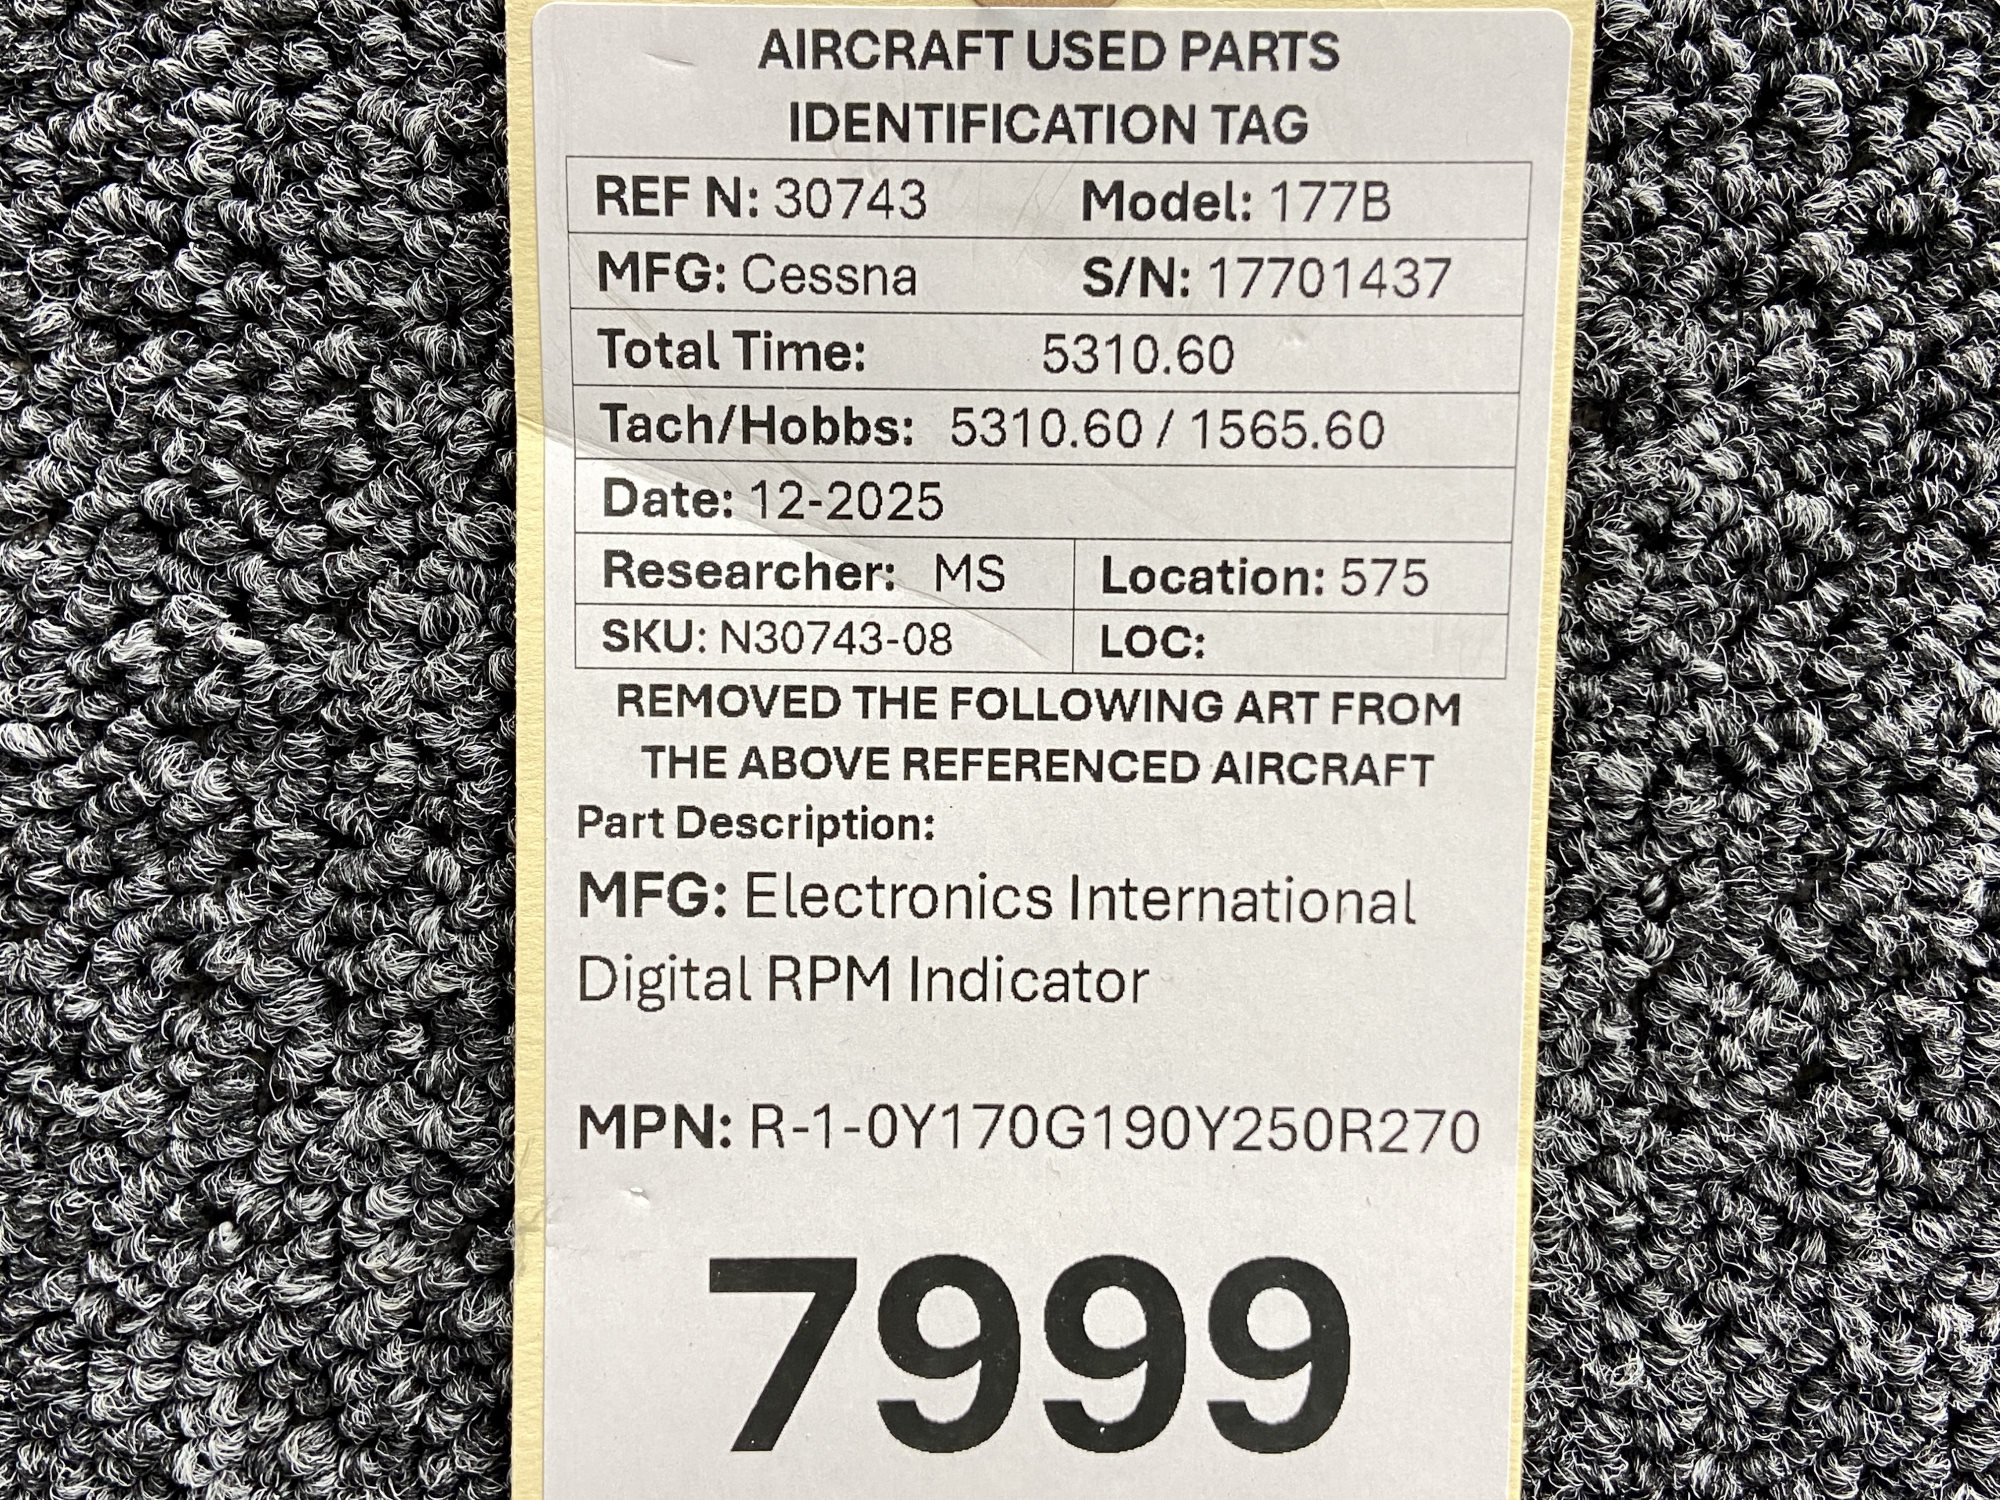 AIRCRAFT USED PARTS
IDENTIFICATION TAG
REF N: 30743 Model: 177B
MFG: Cessna S/N: 17701437
Total Time: 5310.60
Tach/Hobbs: 5310.60 / 1565.60
Date: 12-2025
Researcher: MS Location: 575
SKU: N30743-08 LOC:
REMOVED THE FOLLOWING ART FROM
THE ABOVE REFERENCED AIRCRAFT
Part Description:
MFG: Electronics International
Digital RPM Indicator
MPN: R-1-0Y170G190Y250R270
7999